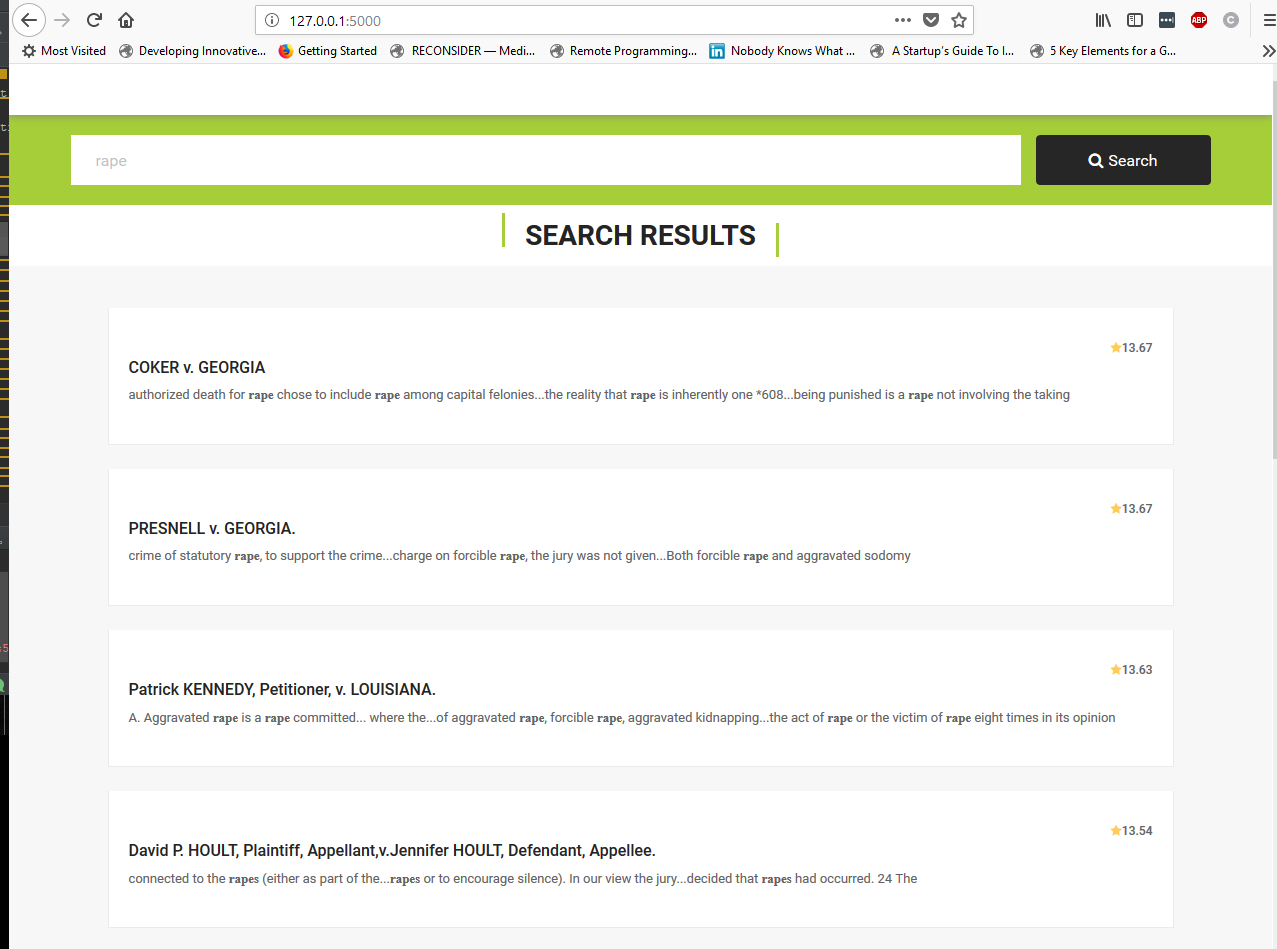 127.0.0.1:5000
ABP
C
Most Visited
Developing Innovative...
Getting Started
RECONSIDER — Medi...
Remote Programming...
in
Nobody Knows What ...
A Startup's Guide To I...
5 Key Elements for a G...
rape
Search
SEARCH RESULTS
13.67
COKER v. GEORGIA
authorized death for rape chose to include rape among capital felonies...the reality that rape is inherently one *608...being punished is a rape not involving the taking
13.67
PRESNELL v. GEORGIA.
crime of statutory rape, to support the crime...charge on forcible rape, the jury was not given...Both forcible rape and aggravated sodomy
13.63
Patrick KENNEDY, Petitioner, v. LOUISIANA.
A. Aggravated rape is a rape committed... where the...of aggravated rape, forcible rape, aggravated kidnapping...the act of rape or the victim of rape eight times in its opinion
13.54
David P. HOULT, Plaintiff, Appellant,v.Jennifer HOULT, Defendant, Appellee.
connected to the rapes (either as part of the...rapes or to encourage silence). In our view the jury...decided that rapes had occurred. 24 The